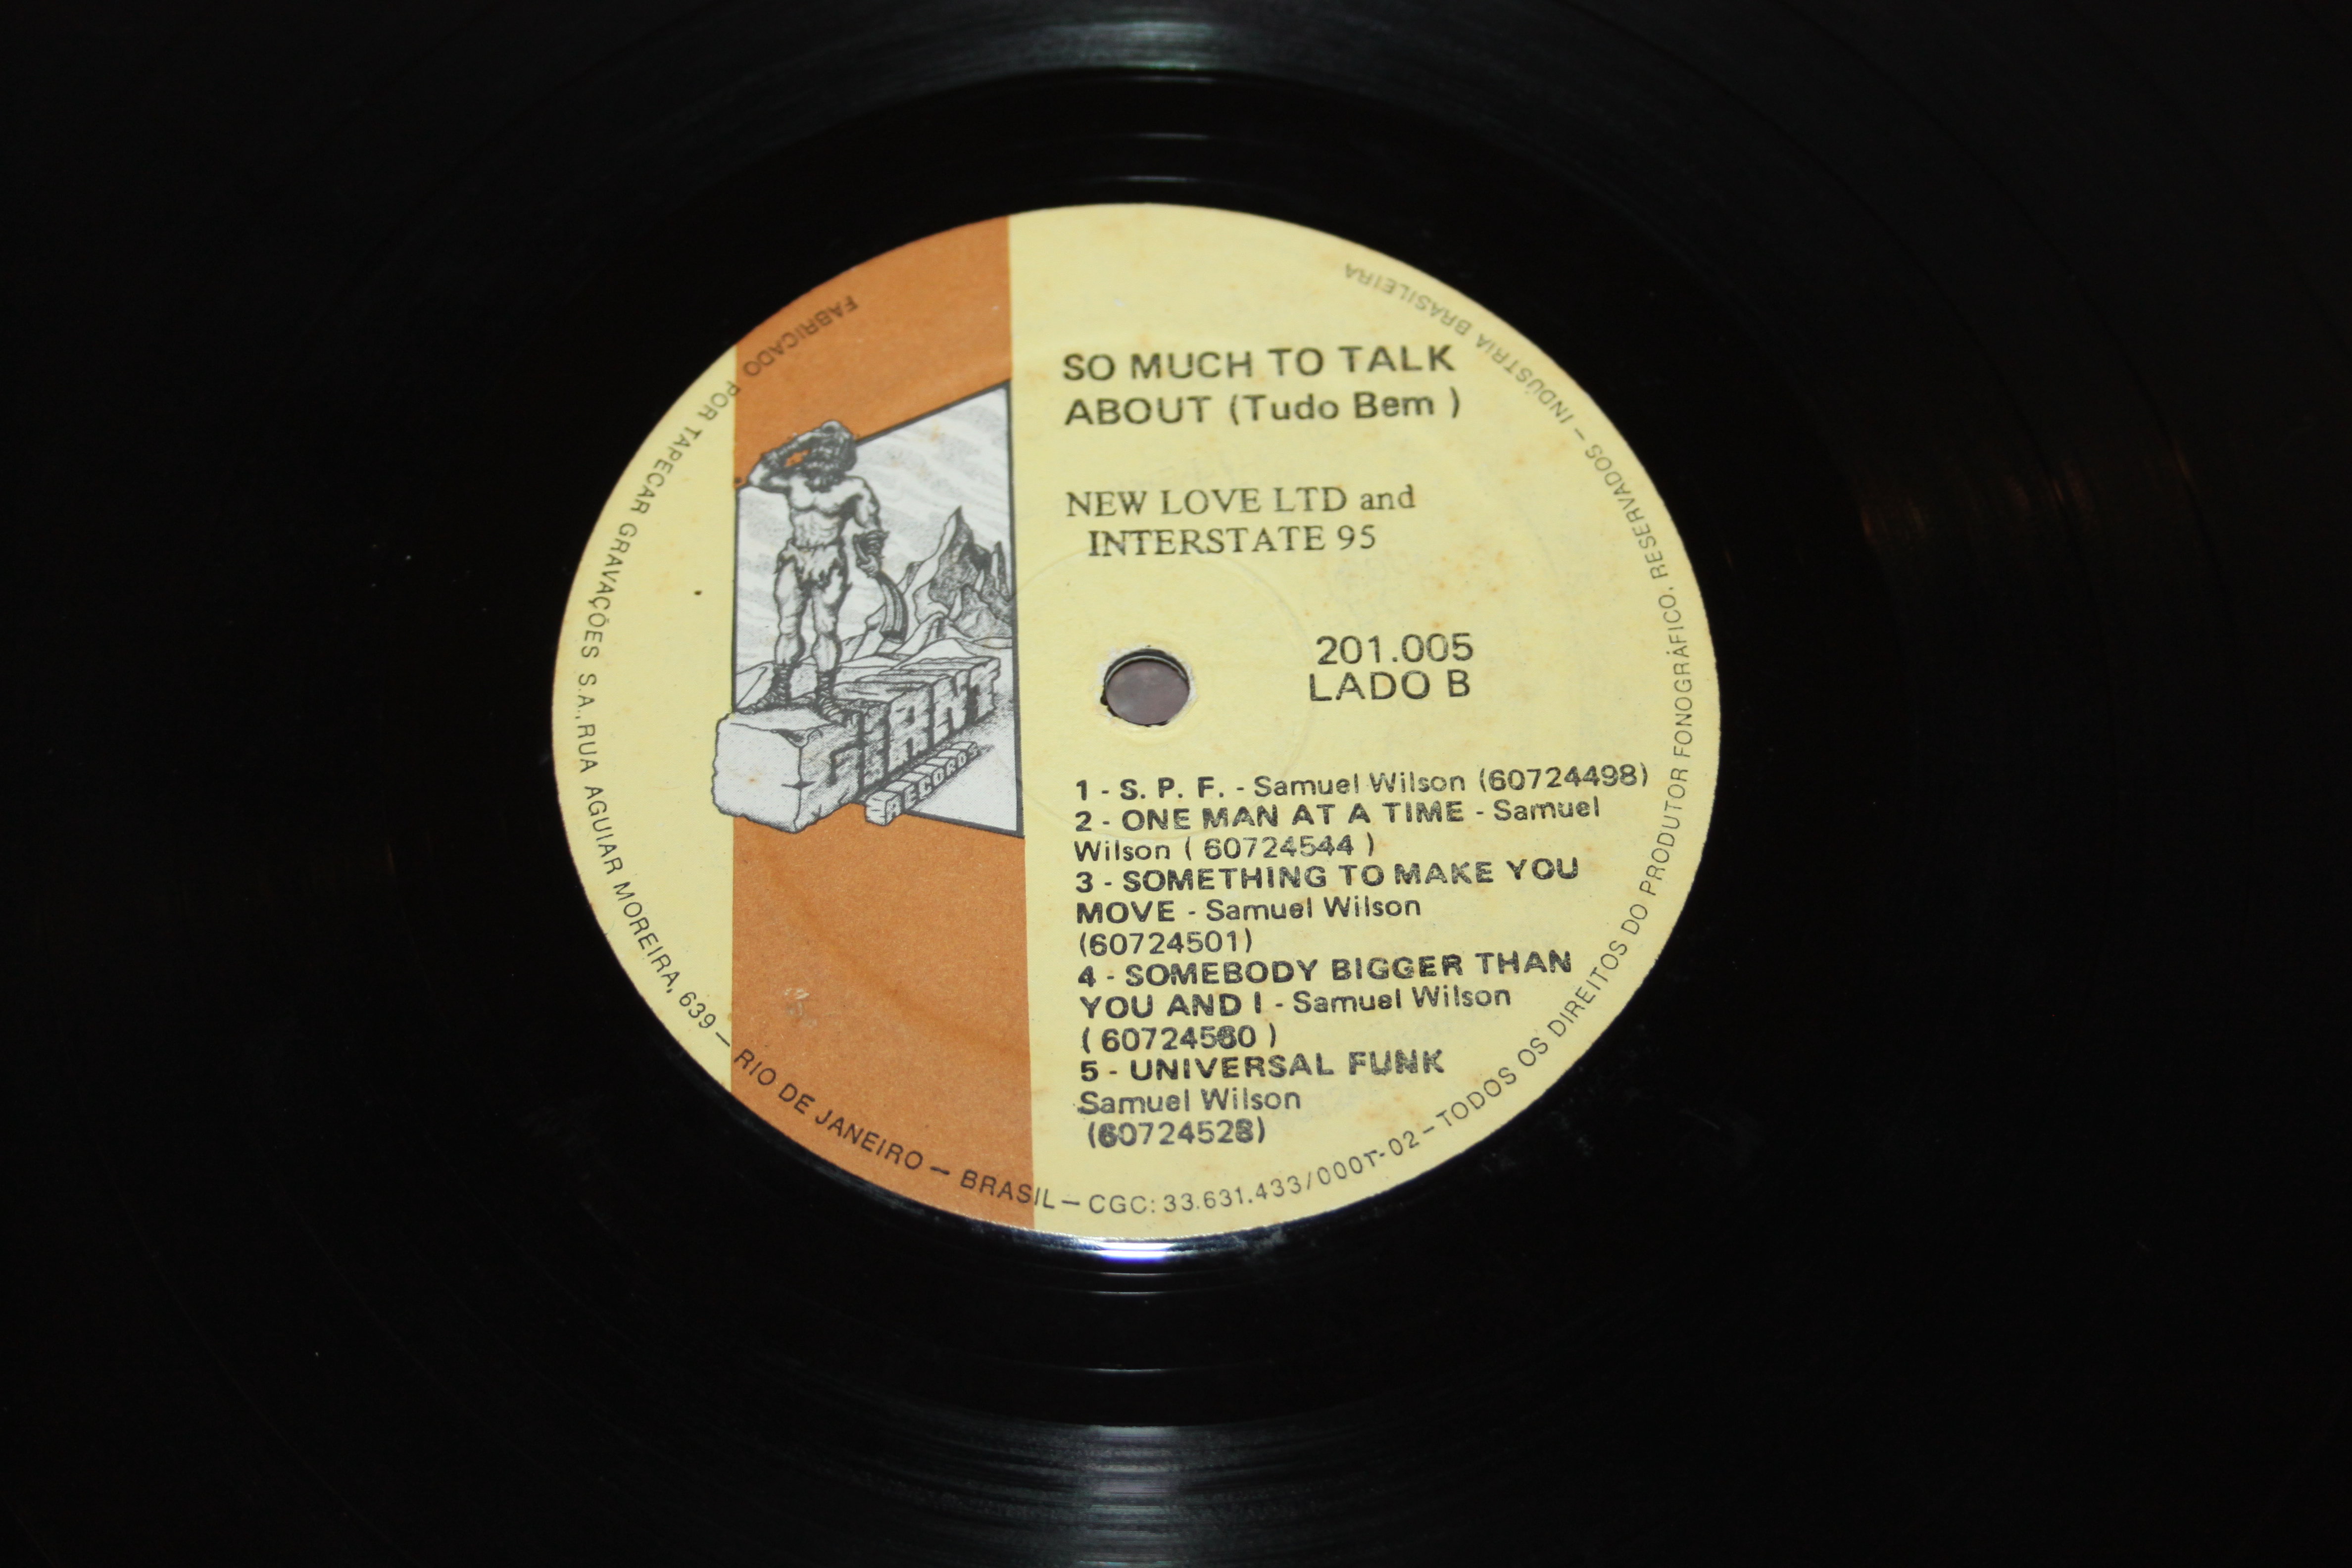 SO MUCH TO TALK
ABOUT (Tudo Bem )
NEW LOVE LTD and
INTERSTATE 95
201.005
LADO B
1 - S. P. F. - Samuel Wilson (60724498)
2 - ONE MAN AT A TIME - Samuel
Wilson ( 60724544 )
3 - SOMETHING TO MAKE YOU
MOVE - Samuel Wilson
(60724501)
4 - SOMEBODY BIGGER THAN
YOU AND I - Samuel Wilson
( 60724560 )
5 - UNIVERSAL FUNK
Samuel Wilson
(60724528)
GIANT
RECORDS
FABRICADO POR TAPECAR GRAVAÇÕES S.A., RUA AGUIAR MOREIRA, 639 — RIO DE JANEIRO — BRASIL — CGC: 33.631.433/000T-02 — TODOS OS DIREITOS DO PRODUTOR FONOGRÁFICO. RESERVADOS — INDÚSTRIA BRASILEIRA